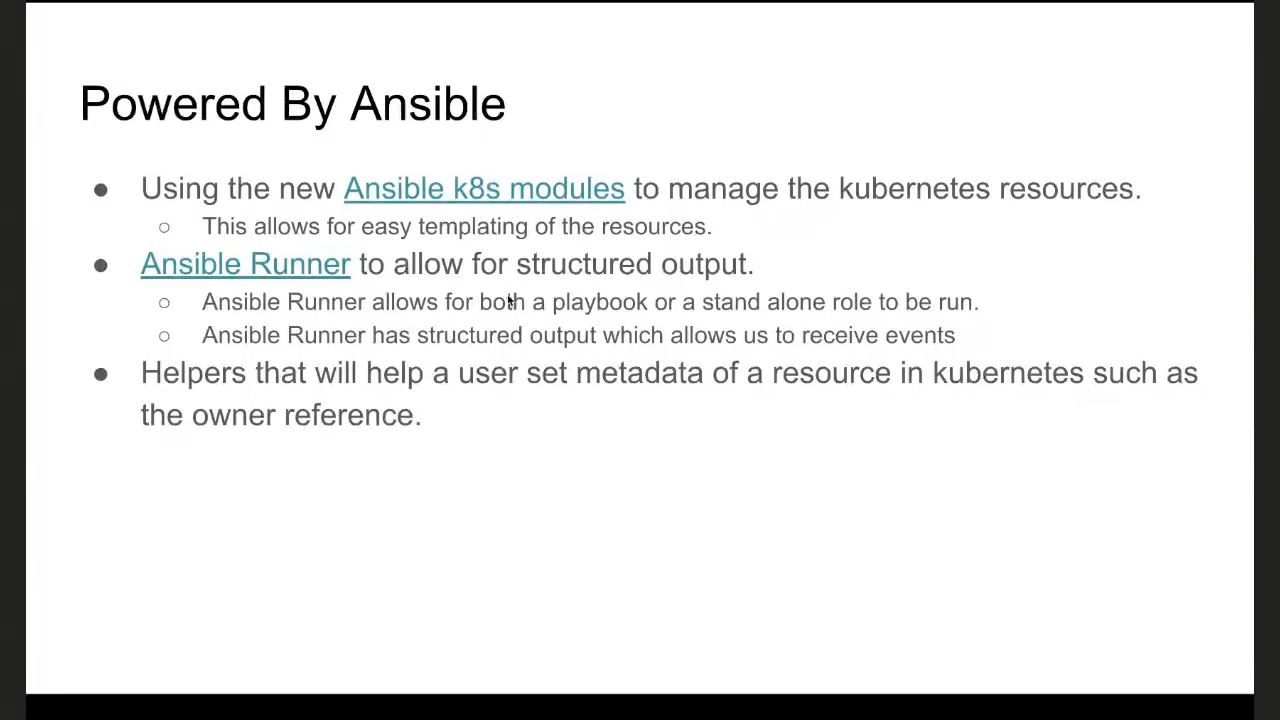 Powered By Ansible
● Using the new Ansible k8s modules to manage the kubernetes resources.
○ This allows for easy templating of the resources.
● Ansible Runner to allow for structured output.
○ Ansible Runner allows for both a playbook or a stand alone role to be run.
○ Ansible Runner has structured output which allows us to receive events
● Helpers that will help a user set metadata of a resource in kubernetes such as
the owner reference.